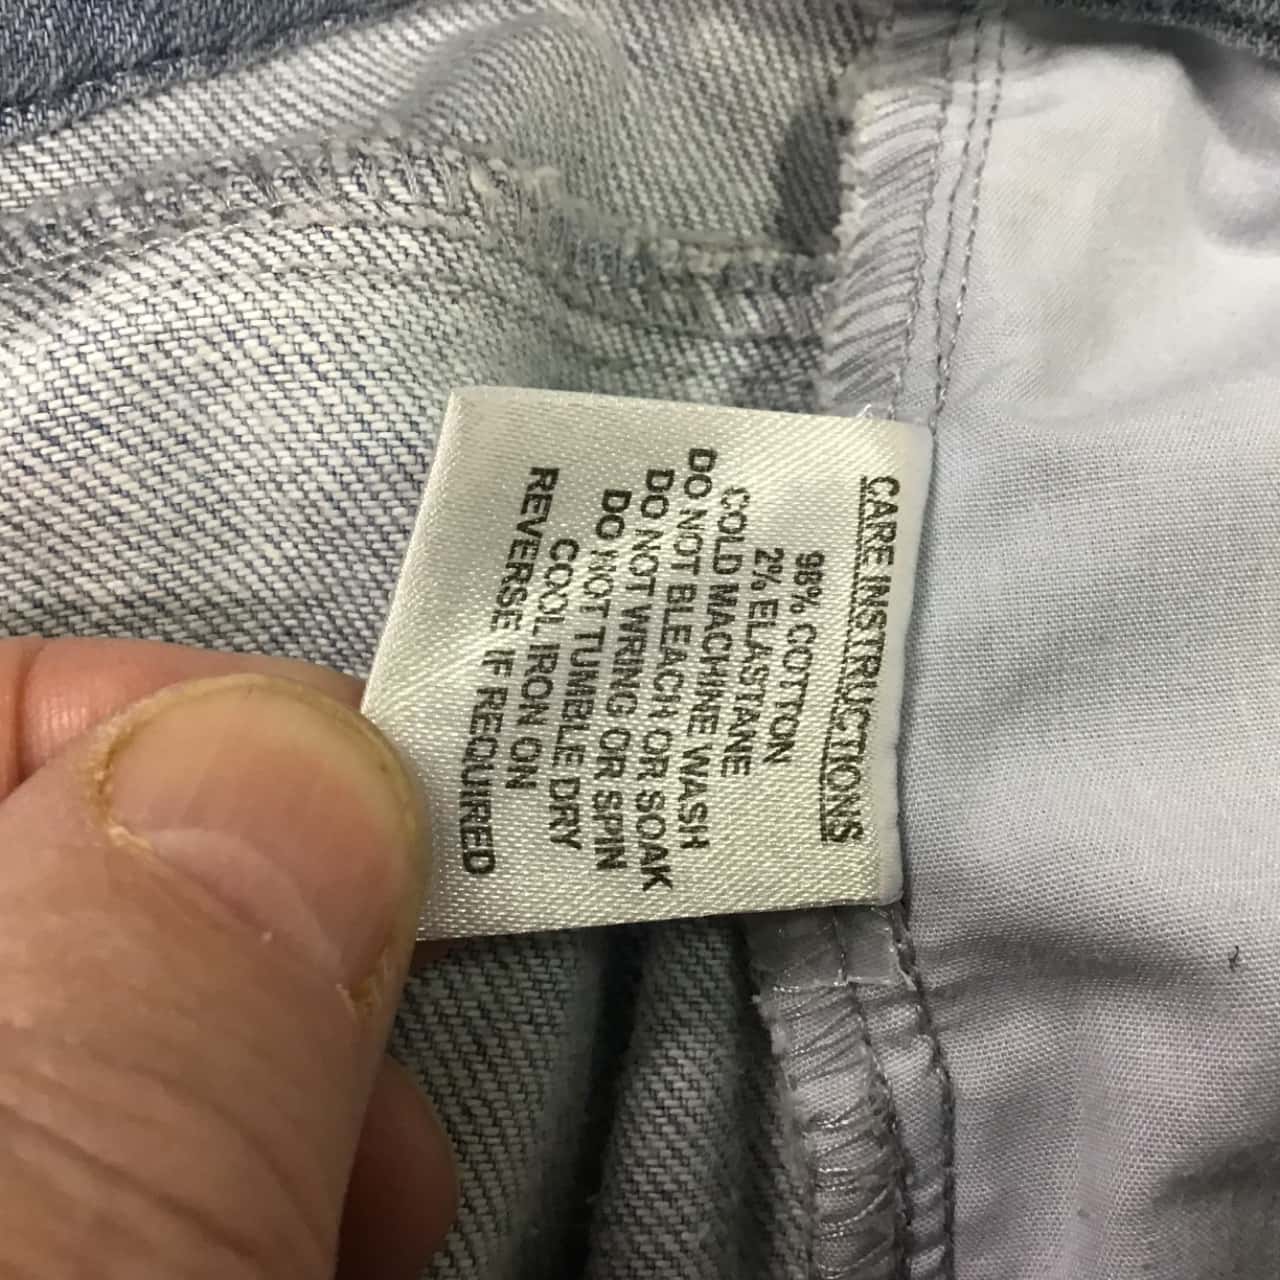 CARE INSTRUCTIONS
98% COTTON
2% ELASTANE
COLD MACHINE WASH
DO NOT BLEACH OR SOAK
DO NOT WRING OR SPIN
DO NOT TUMBLE DRY
COOL IRON ON
REVERSE IF REQUIRED